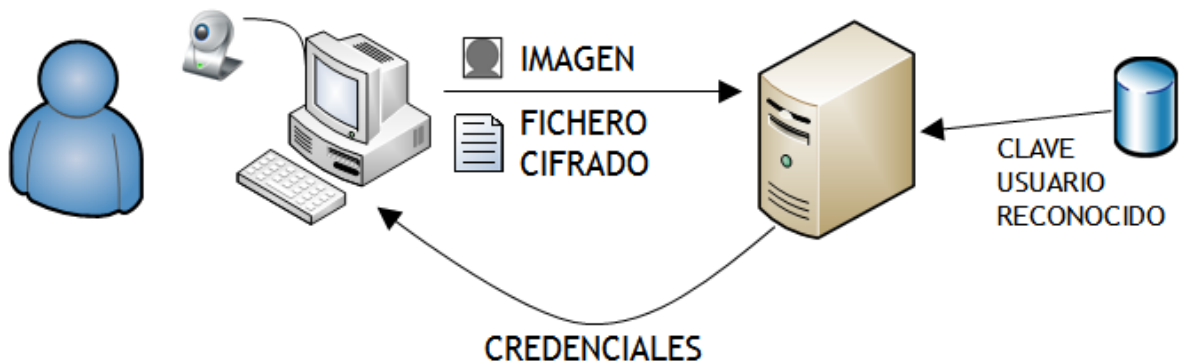 IMAGEN
FICHERO
CIFRADO
CLAVE
USUARIO
RECONOCIDO
CREDENCIALES